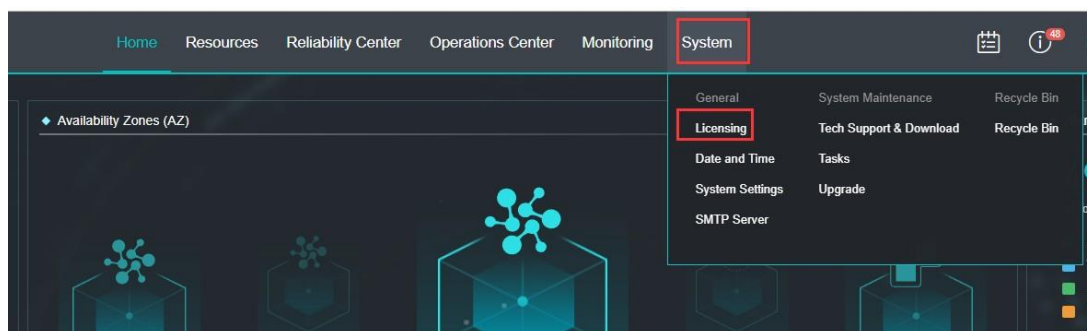 Home Resources Reliability Center Operations Center Monitoring System 48
General System Maintenance Recycle Bin
Availability Zones (AZ)
Licensing Tech Support & Download Recycle Bin
Date and Time Tasks
System Settings Upgrade
SMTP Server